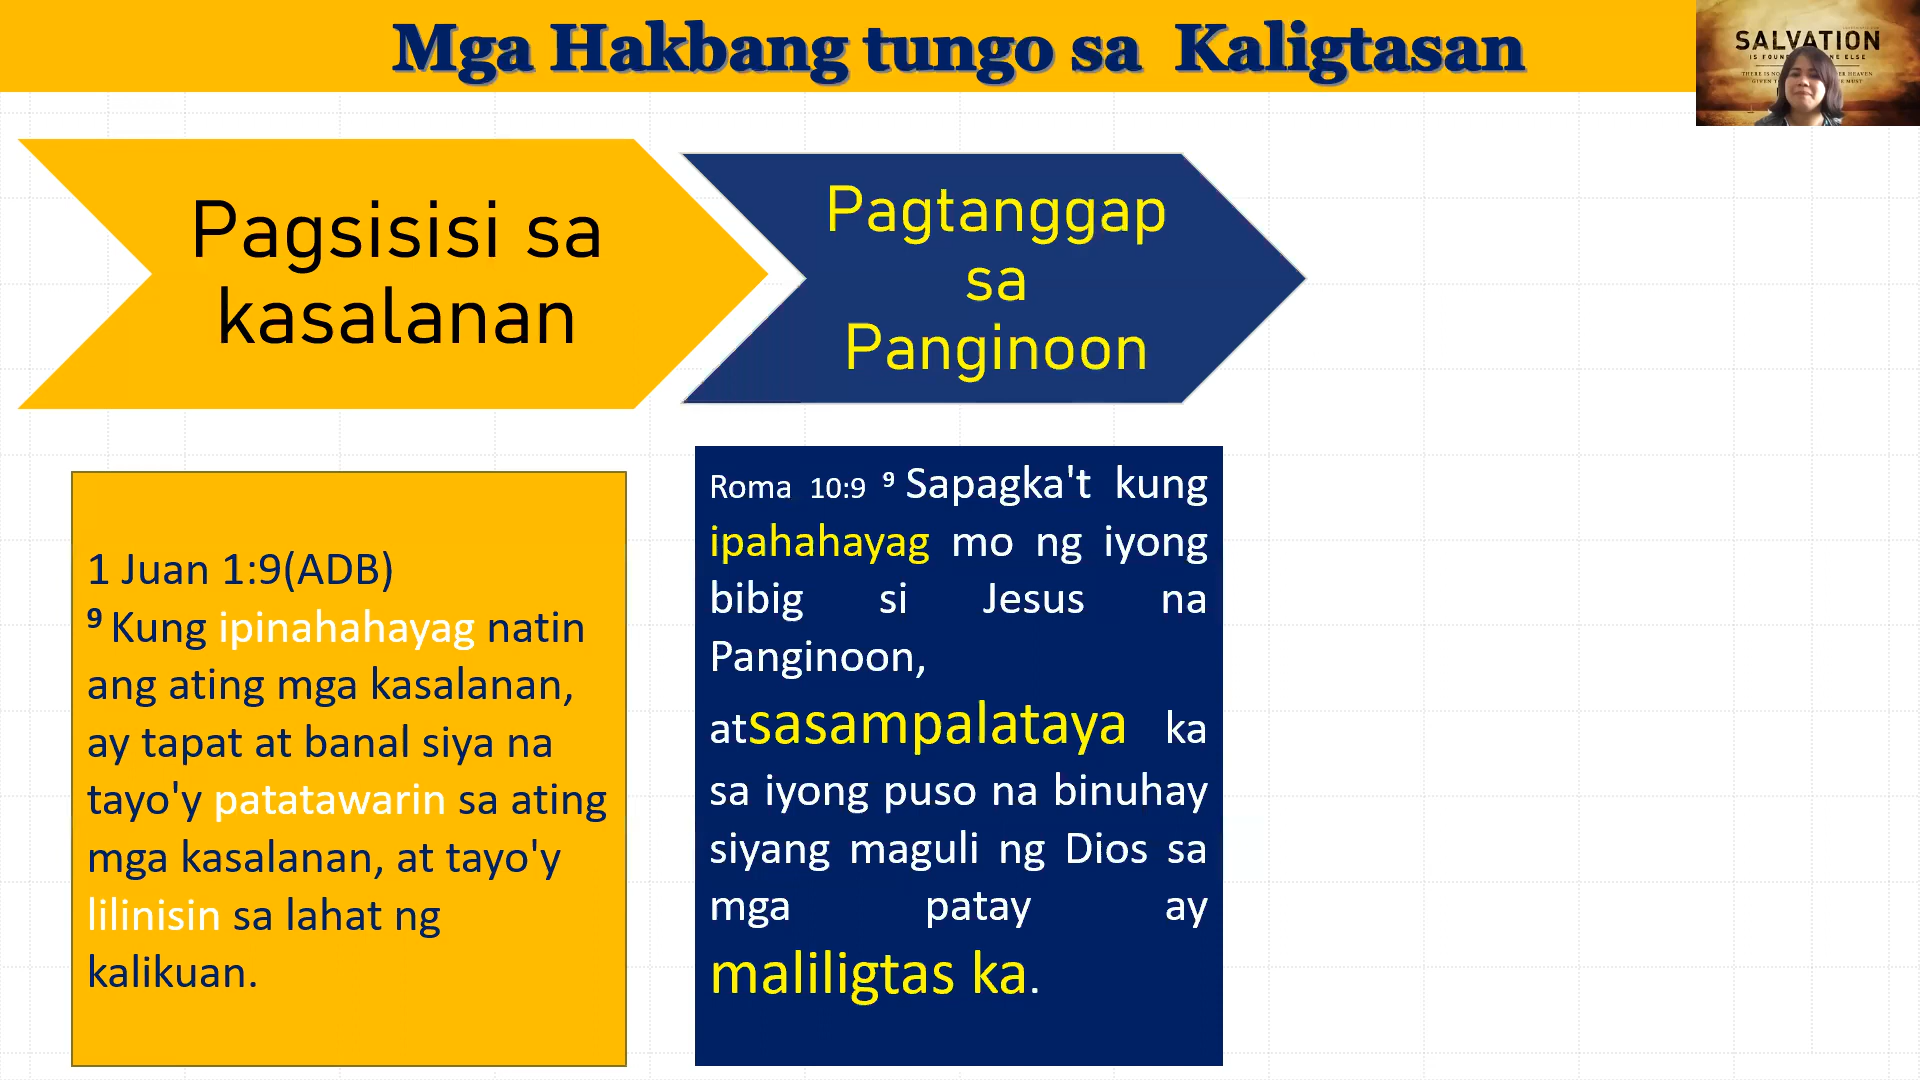 Mga Hakbang tungo sa Kaligtasan
SALVATION
Pagsisisi sa
kasalanan
Pagtanggap
sa
Panginoon
1 Juan 1:9(ADB)
⁹ Kung ipinahahayag natin
ang ating mga kasalanan,
ay tapat at banal siya na
tayo'y patatawarin sa ating
mga kasalanan, at tayo'y
lilinisin sa lahat ng
kalikuan.
Roma 10:9 ⁹ Sapagka't kung
ipahahayag mo ng iyong
bibig si Jesus na
Panginoon,
atsasampalataya ka
sa iyong puso na binuhay
siyang maguli ng Dios sa
mga patay ay
maliligtas ka.